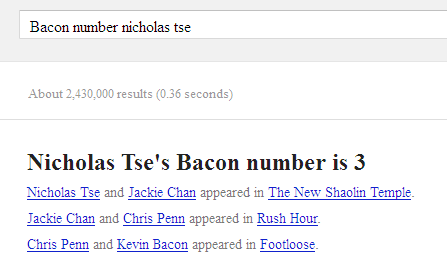 Bacon number nicholas tse
About 2,430,000 results (0.36 seconds)
Nicholas Tse's Bacon number is 3
Nicholas Tse and Jackie Chan appeared in The New Shaolin Temple.
Jackie Chan and Chris Penn appeared in Rush Hour.
Chris Penn and Kevin Bacon appeared in Footloose.